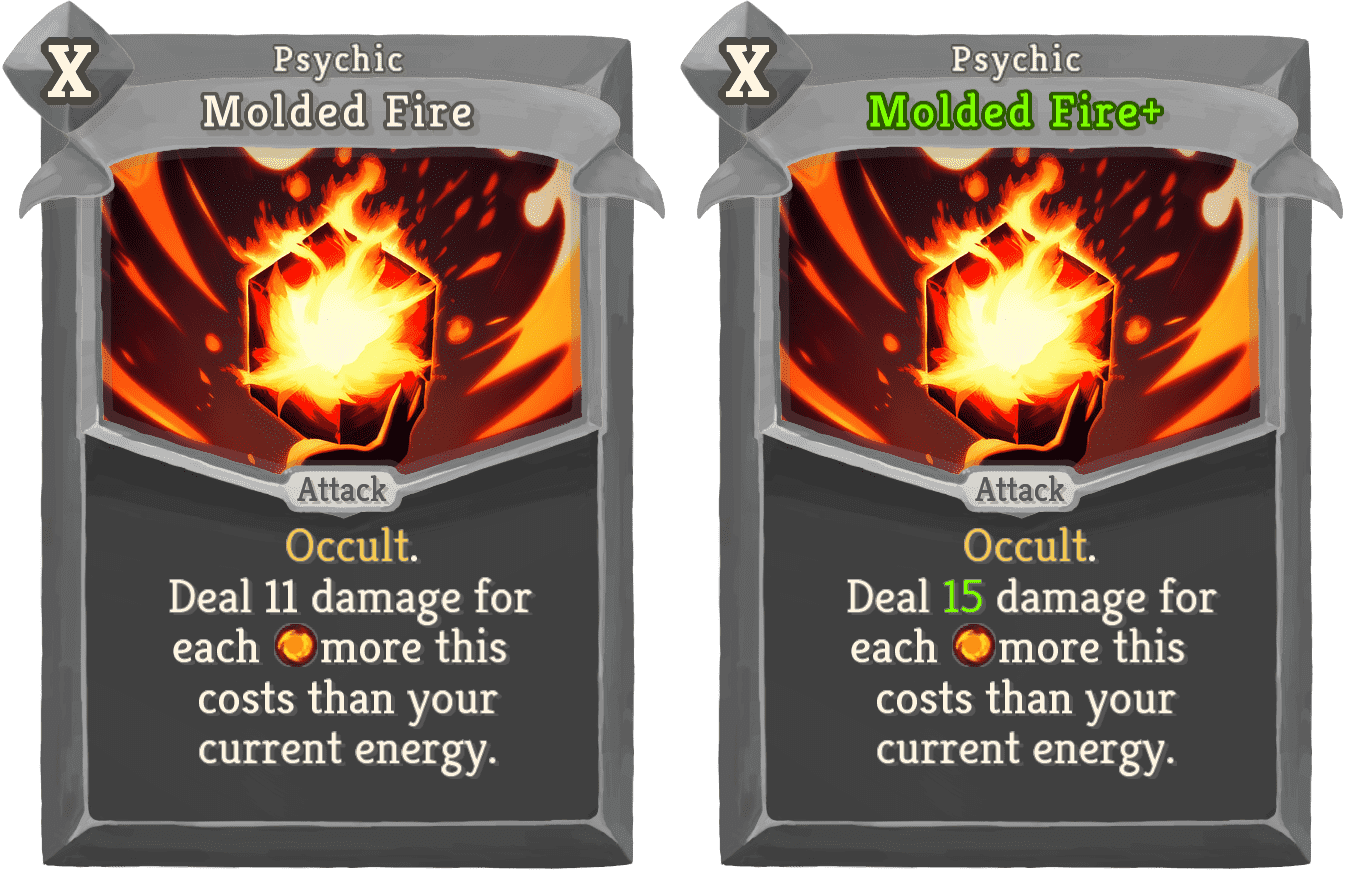 X
Psychic
Molded Fire
Attack
Occult.
Deal 11 damage for
each more this
costs than your
current energy.
X
Psychic
Molded Fire+
Attack
Occult.
Deal 15 damage for
each more this
costs than your
current energy.